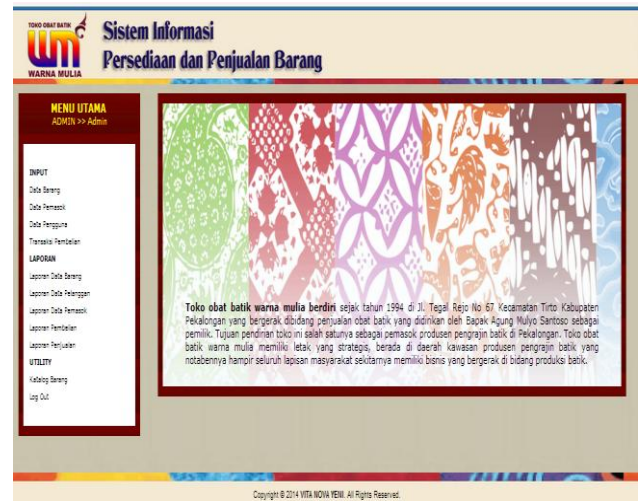 TOKO OBAT BATIK
WARNA MULIA
Sistem Informasi
Persediaan dan Penjualan Barang
MENU UTAMA
ADMIN >> Admin
INPUT
Data Barang
Data Pemasok
Data Pengguna
Transaksi Pembelian
LAPORAN
Laporan Data Barang
Laporan Data Pelanggan
Laporan Data Pemasok
Laporan Pembelian
Laporan Penjualan
UTILITY
Katalog Barang
Log Out
Toko obat batik warna mulia berdiri sejak tahun 1994 di Jl. Tegal Rejo No 67 Kecamatan Tirto Kabupaten
Pekalongan yang bergerak dibidang penjualan obat batik yang didirikan oleh Bapak Agung Mulyo Santoso sebagai
pemilik. Tujuan pendirian toko ini salah satunya sebagai pemasok produsen pengrajin batik di Pekalongan. Toko obat
batik warna mulia memiliki letak yang strategis, berada di daerah kawasan produsen pengrajin batik yang
notabennya hampir seluruh lapisan masyarakat sekitarnya memiliki bisnis yang bergerak di bidang produksi batik.
Copyright © 2014 VITA NOVA YENI. All Rights Reserved.